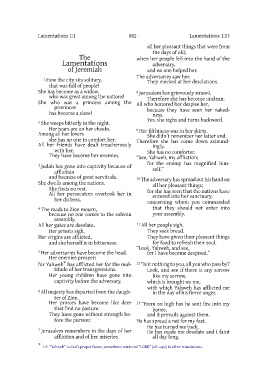 Lamentations 1:1
682
Lamentations 1:13
The
Lamentations
of Jeremiah
1 How the city sits solitary,
that was full of people!
She has become as a widow,
who was great among the nations!
She who was a princess among the
provinces
has become a slave!
2 She weeps bitterly in the night.
Her tears are on her cheeks.
Among all her lovers
she has no one to comfort her.
All her friends have dealt treacherously
with her.
They have become her enemies.
3 Judah has gone into captivity because of
affliction
and because of great servitude.
She dwells among the nations.
She finds no rest.
All her persecutors overtook her in
her distress.
4 The roads to Zion mourn,
because no one comes to the solemn
assembly.
All her gates are desolate.
Her priests sigh.
Her virgins are afflicted,
and she herself is in bitterness.
5 Her adversaries have become the head.
Her enemies prosper;
for Yahweh* has afflicted her for the mul-
titude of her transgressions.
Her young children have gone into
captivity before the adversary.
6 All majesty has departed from the daugh-
ter of Zion.
Her princes have become like deer
that find no pasture.
They have gone without strength be-
fore the pursuer.
7 Jerusalem remembers in the days of her
affliction and of her miseries
all her pleasant things that were from
the days of old;
when her people fell into the hand of the
adversary,
and no one helped her.
The adversaries saw her.
They mocked at her desolations.
8 Jerusalem has grievously sinned.
Therefore she has become unclean.
All who honored her despise her,
because they have seen her naked-
ness.
Yes, she sighs and turns backward.
9 Her filthiness was in her skirts.
She didn't remember her latter end.
Therefore she has come down astound-
ingly.
She has no comforter.
"See, Yahweh, my affliction;
for the enemy has magnified him-
self."
10 The adversary has spread out his hand on
all her pleasant things;
for she has seen that the nations have
entered into her sanctuary,
concerning whom you commanded
that they should not enter into
your assembly.
11 All her people sigh.
They seek bread.
They have given their pleasant things
for food to refresh their soul.
"Look, Yahweh, and see,
for I have become despised."
12 "Is it nothing to you, all you who pass by?
Look, and see if there is any sorrow
like my sorrow,
which is brought on me,
with which Yahweh has afflicted me
in the day of his fierce anger.
13 "From on high has he sent fire into my
bones,
and it prevails against them.
He has spread a net for my feet.
He has turned me back.
He has made me desolate and I faint
all day long.
* 1:5 "Yahweh" is God's proper Name, sometimes rendered "LORD" (all caps) in other translations.